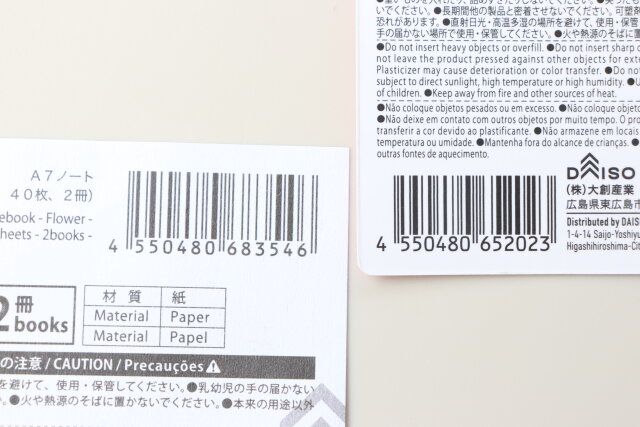 A7ノート
40枚、2冊)
ebook - Flower -
heets - 2books -
4 550480 683546
2冊
books
材 質 紙
Material Paper
Material Papel
の注意 / CAUTION / Precauções
を避けて、使用・保管してください。●乳幼児の手の届かない
い。●火や熱源のそばに置かないでください。●本来の用途以外
いでください。●長期間他の製品と密着させないでください。可塑剤
恐れがあります。●直射日光・高温多湿の場所を避けて、使用・保管
手の届かない場所で使用・保管してください。●火や熱源のそばに置
●Do not insert heavy objects or overfill. ●Do not insert sharp o
not leave the product pressed against other objects for exte
Plasticizer may cause deterioration or color transfer. ●Do not
subject to direct sunlight, high temperature or high humidity. ●U
children. ●Keep away from fire and other sources of heat.
●Não coloque objetos pesados ou em excesso. ●Não coloque
●Não deixe em contato com outros objetos por muito tempo. O pro
transferir a cor devido ao plastificante. ●Não armazene em locais
temperatura ou umidade. ●Mantenha fora do alcance de crianças.
outras fontes de aquecimento.
DAISO
(株)大創産業
広島県東広島市
Distributed by DAIS
1-4-14 Saijo-Yoshiyu
Higashihiroshima-Cit
4 550480 652023